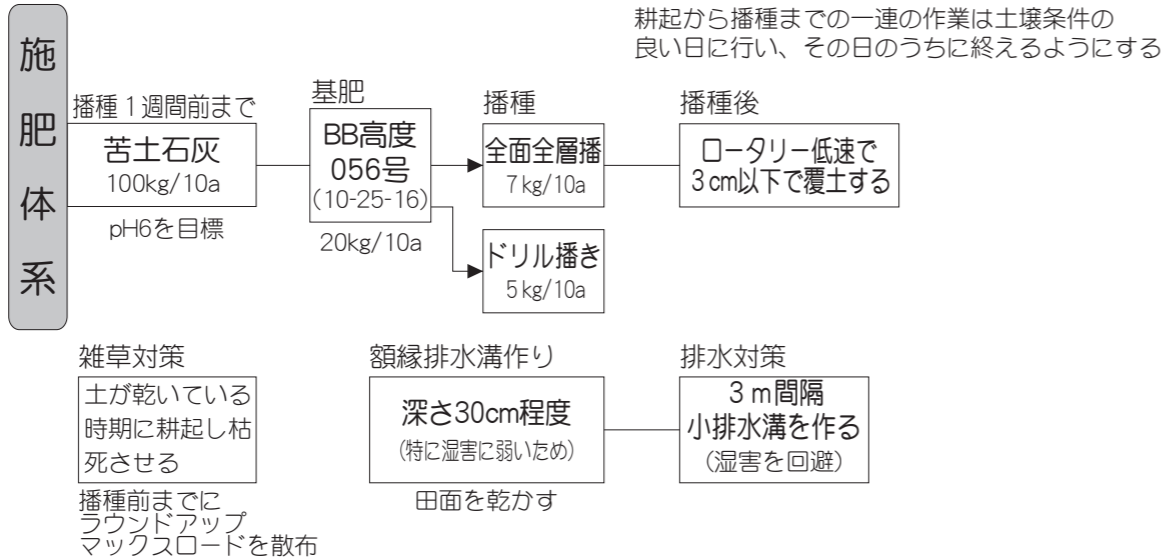 施肥体系
耕起から播種までの一連の作業は土壌条件の
良い日に行い、その日のうちに終えるようにする
播種1週間前まで
苦土石灰
100kg/10a
pH6を目標
基肥
BB高度
056号
(10-25-16)
20kg/10a
播種
全面全層播
7kg/10a
ドリル播き
5kg/10a
播種後
ロータリー低速で
3cm以下で覆土する
雑草対策
土が乾いている
時期に耕起し枯
死させる
播種前までに
ラウンドアップ
マックスロードを散布
額縁排水溝作り
深さ30cm程度
(特に湿害に弱いため)
田面を乾かす
排水対策
3m間隔
小排水溝を作る
(湿害を回避)